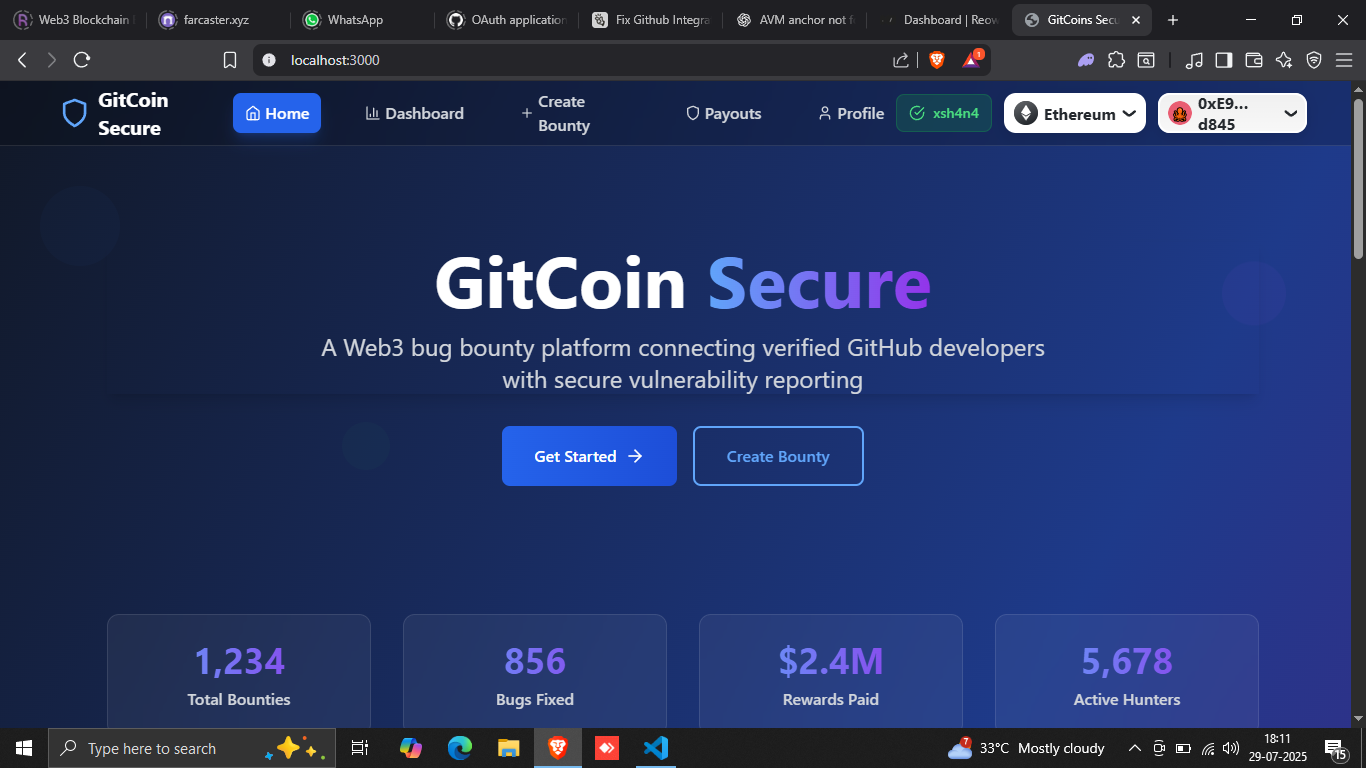 Web3 Blockchain
farcaster.xyz
WhatsApp
OAuth application
Fix Github Integra
AVM anchor not f
Dashboard | Reow
GitCoins Secu
localhost:3000
1
GitCoin
Secure
Home
Dashboard
Create
Bounty
Payouts
Profile
xsh4n4
Ethereum
0xE9...
d845
GitCoin Secure
A Web3 bug bounty platform connecting verified GitHub developers
with secure vulnerability reporting
Get Started
Create Bounty
1,234
Total Bounties
856
Bugs Fixed
$2.4M
Rewards Paid
5,678
Active Hunters
Type here to search
7
33°C Mostly cloudy
18:11
29-07-2025
15